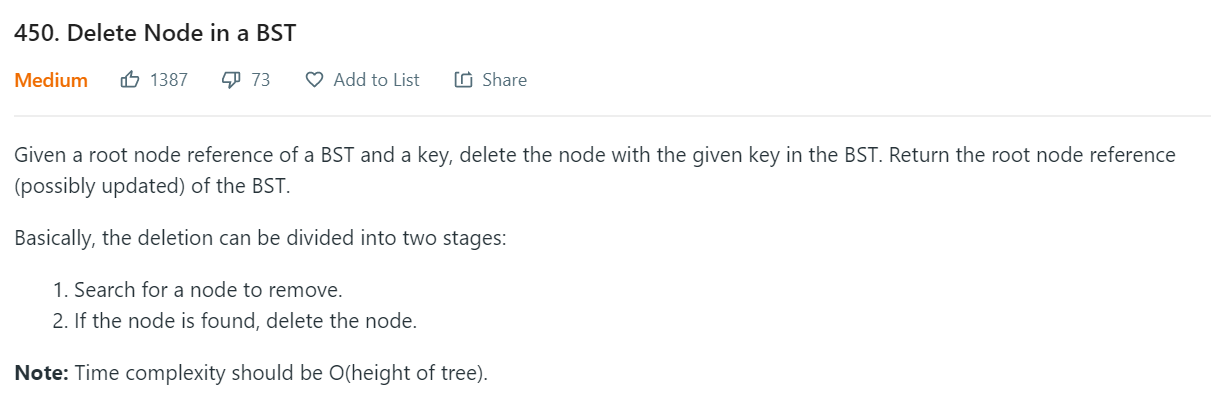 450. Delete Node in a BST
Medium 1387 73 Add to List Share
Given a root node reference of a BST and a key, delete the node with the given key in the BST. Return the root node reference
(possibly updated) of the BST.
Basically, the deletion can be divided into two stages:
1. Search for a node to remove.
2. If the node is found, delete the node.
Note: Time complexity should be O(height of tree).